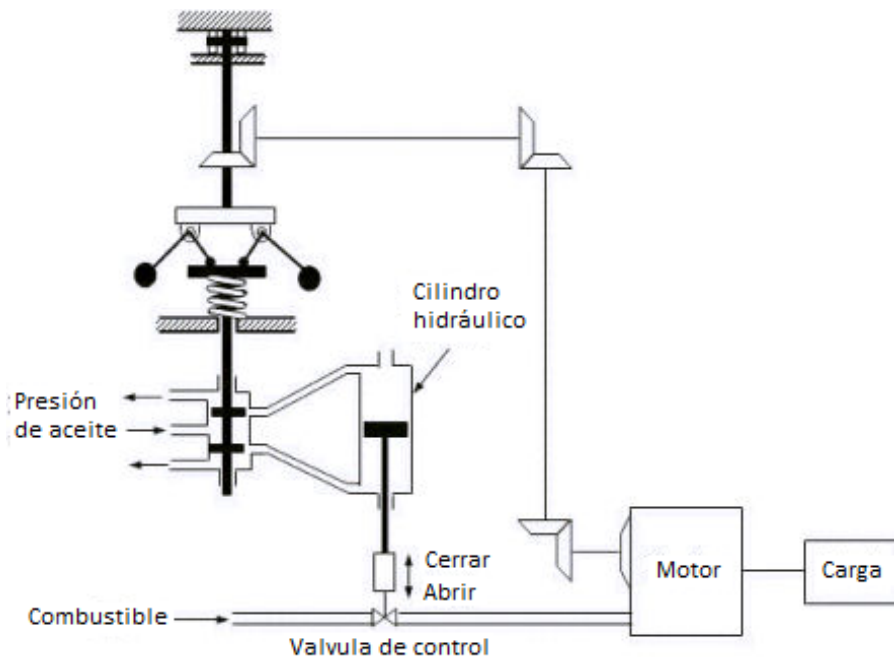 Cilindro
hidráulico
Presión
de aceite
Cerrar
Abrir
Motor
Carga
Combustible
Valvula de control